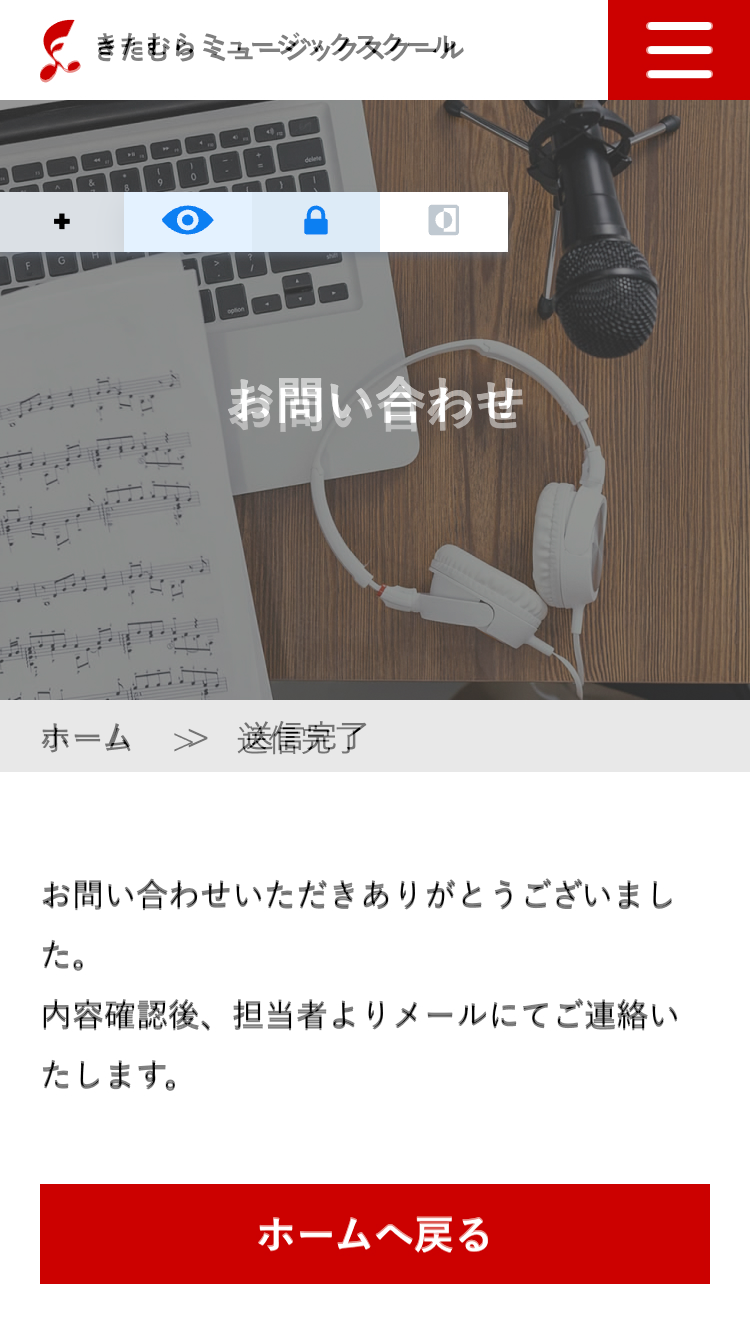 きたむらミュージックスクール
お問い合わせ
ホーム ≫ 送信完了
お問い合わせいただきありがとうございまし
た。
内容確認後、担当者よりメールにてご連絡い
たします。
ホームへ戻る